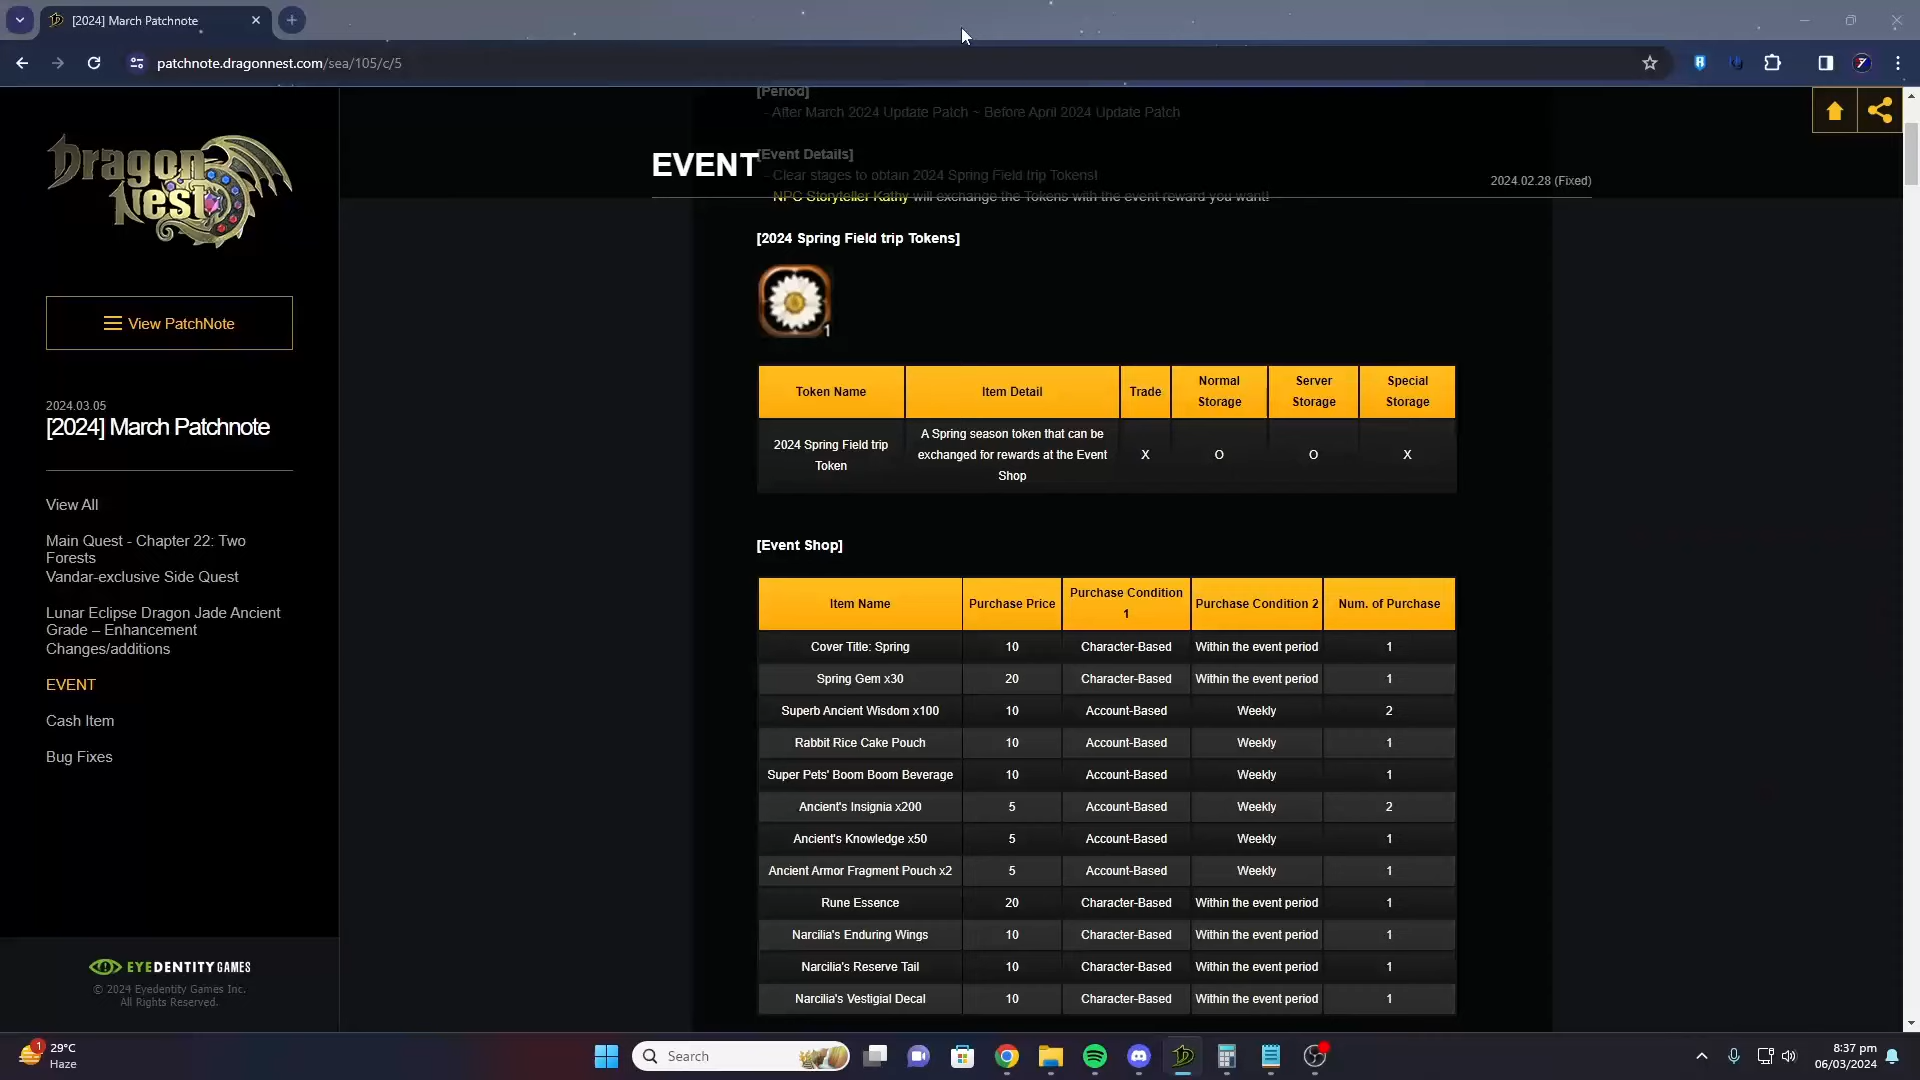 [2024] March Patchnote
patchnote.dragonnest.com/sea/105/c/5
Dragon Nest
View PatchNote
2024.03.05
[2024] March Patchnote
View All
Main Quest - Chapter 22: Two
Forests
Vandar-exclusive Side Quest
Lunar Eclipse Dragon Jade Ancient
Grade – Enhancement
Changes/additions
EVENT
Cash Item
Bug Fixes
EYEDENTITY GAMES
© 2024 Eyedentity Games Inc.
All Rights Reserved.
[Period]
- After March 2024 Update Patch ~ Before April 2024 Update Patch
EVENT
2024.02.28 (Fixed)
[Event Details]
- Clear stages to obtain 2024 Spring Field trip Tokens!
NPC Storyteller Kathy will exchange the Tokens with the event reward you want!
[2024 Spring Field trip Tokens]
1
Token Name Item Detail Trade Normal Storage Server Storage Special Storage
2024 Spring Field trip Token A Spring season token that can be exchanged for rewards at the Event Shop X O O X
[Event Shop]
Item Name Purchase Price Purchase Condition 1 Purchase Condition 2 Num. of Purchase
Cover Title: Spring 10 Character-Based Within the event period 1
Spring Gem x30 20 Character-Based Within the event period 1
Superb Ancient Wisdom x100 10 Account-Based Weekly 2
Rabbit Rice Cake Pouch 10 Account-Based Weekly 1
Super Pets' Boom Boom Beverage 10 Account-Based Weekly 1
Ancient's Insignia x200 5 Account-Based Weekly 2
Ancient's Knowledge x50 5 Account-Based Weekly 1
Ancient Armor Fragment Pouch x2 5 Account-Based Weekly 1
Rune Essence 20 Character-Based Within the event period 1
Narcilia's Enduring Wings 10 Character-Based Within the event period 1
Narcilia's Reserve Tail 10 Character-Based Within the event period 1
Narcilia's Vestigial Decal 10 Character-Based Within the event period 1
1
29°C
Haze
Search
8:37 pm
06/03/2024